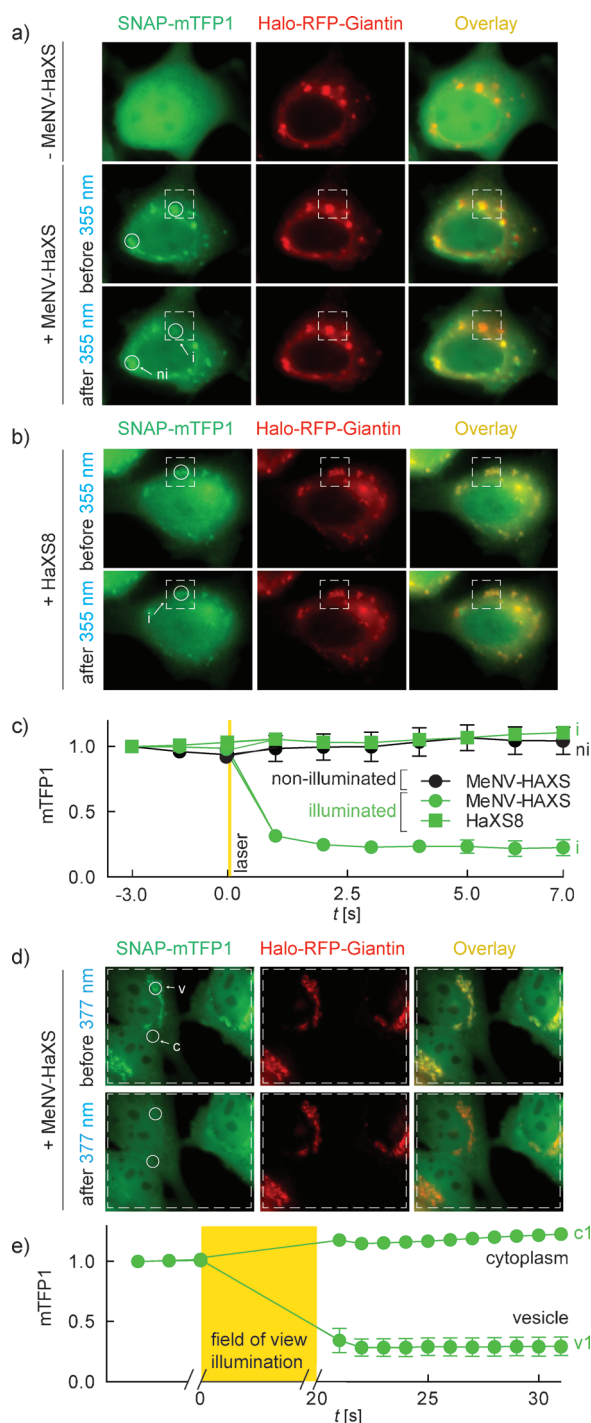 a)
SNAP-mTFP1 Halo-RFP-Giantin Overlay
- MeNV-HaXS
+ MeNV-HaXS
before 355 nm
after 355 nm
i
ni
b)
SNAP-mTFP1 Halo-RFP-Giantin Overlay
+ HaXS8
before 355 nm
after 355 nm
i
c)
mTFP1
1.0
0.5
0.0
i
ni
non-illuminated MeNV-HAXS
illuminated MeNV-HAXS
HaXS8
laser
i
-3.0 0.0 2.5 5.0 7.0
t [s]
d)
SNAP-mTFP1 Halo-RFP-Giantin Overlay
+ MeNV-HaXS
before 377 nm
v
c
after 377 nm
e)
mTFP1
1.0
0.5
0.0
c1
cytoplasm
vesicle
v1
field of view
illumination
0 20 25 30
t [s]